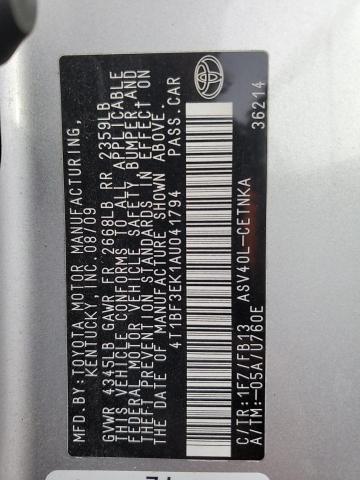 MFD.BY:TOYOTA MOTOR MANUFACTURING,
KENTUCKY, INC.08/09
GVWR 4345LB GAWR FR 2668LB RR 2359LB
THIS VEHICLE CONFORMS TO ALL APPLICABLE
FEDERAL MOTOR VEHICLE SAFETY, BUMPER, AND
THEFT PREVENTION STANDARDS IN EFFECT ON
THE DATE OF MANUFACTURE SHOWN ABOVE.
4T1BF3EK1AU041794 PASS.CAR
C/TR:1F7/FB13 ASV40L-CETNKA
A/TM:-05A/U760E 36214